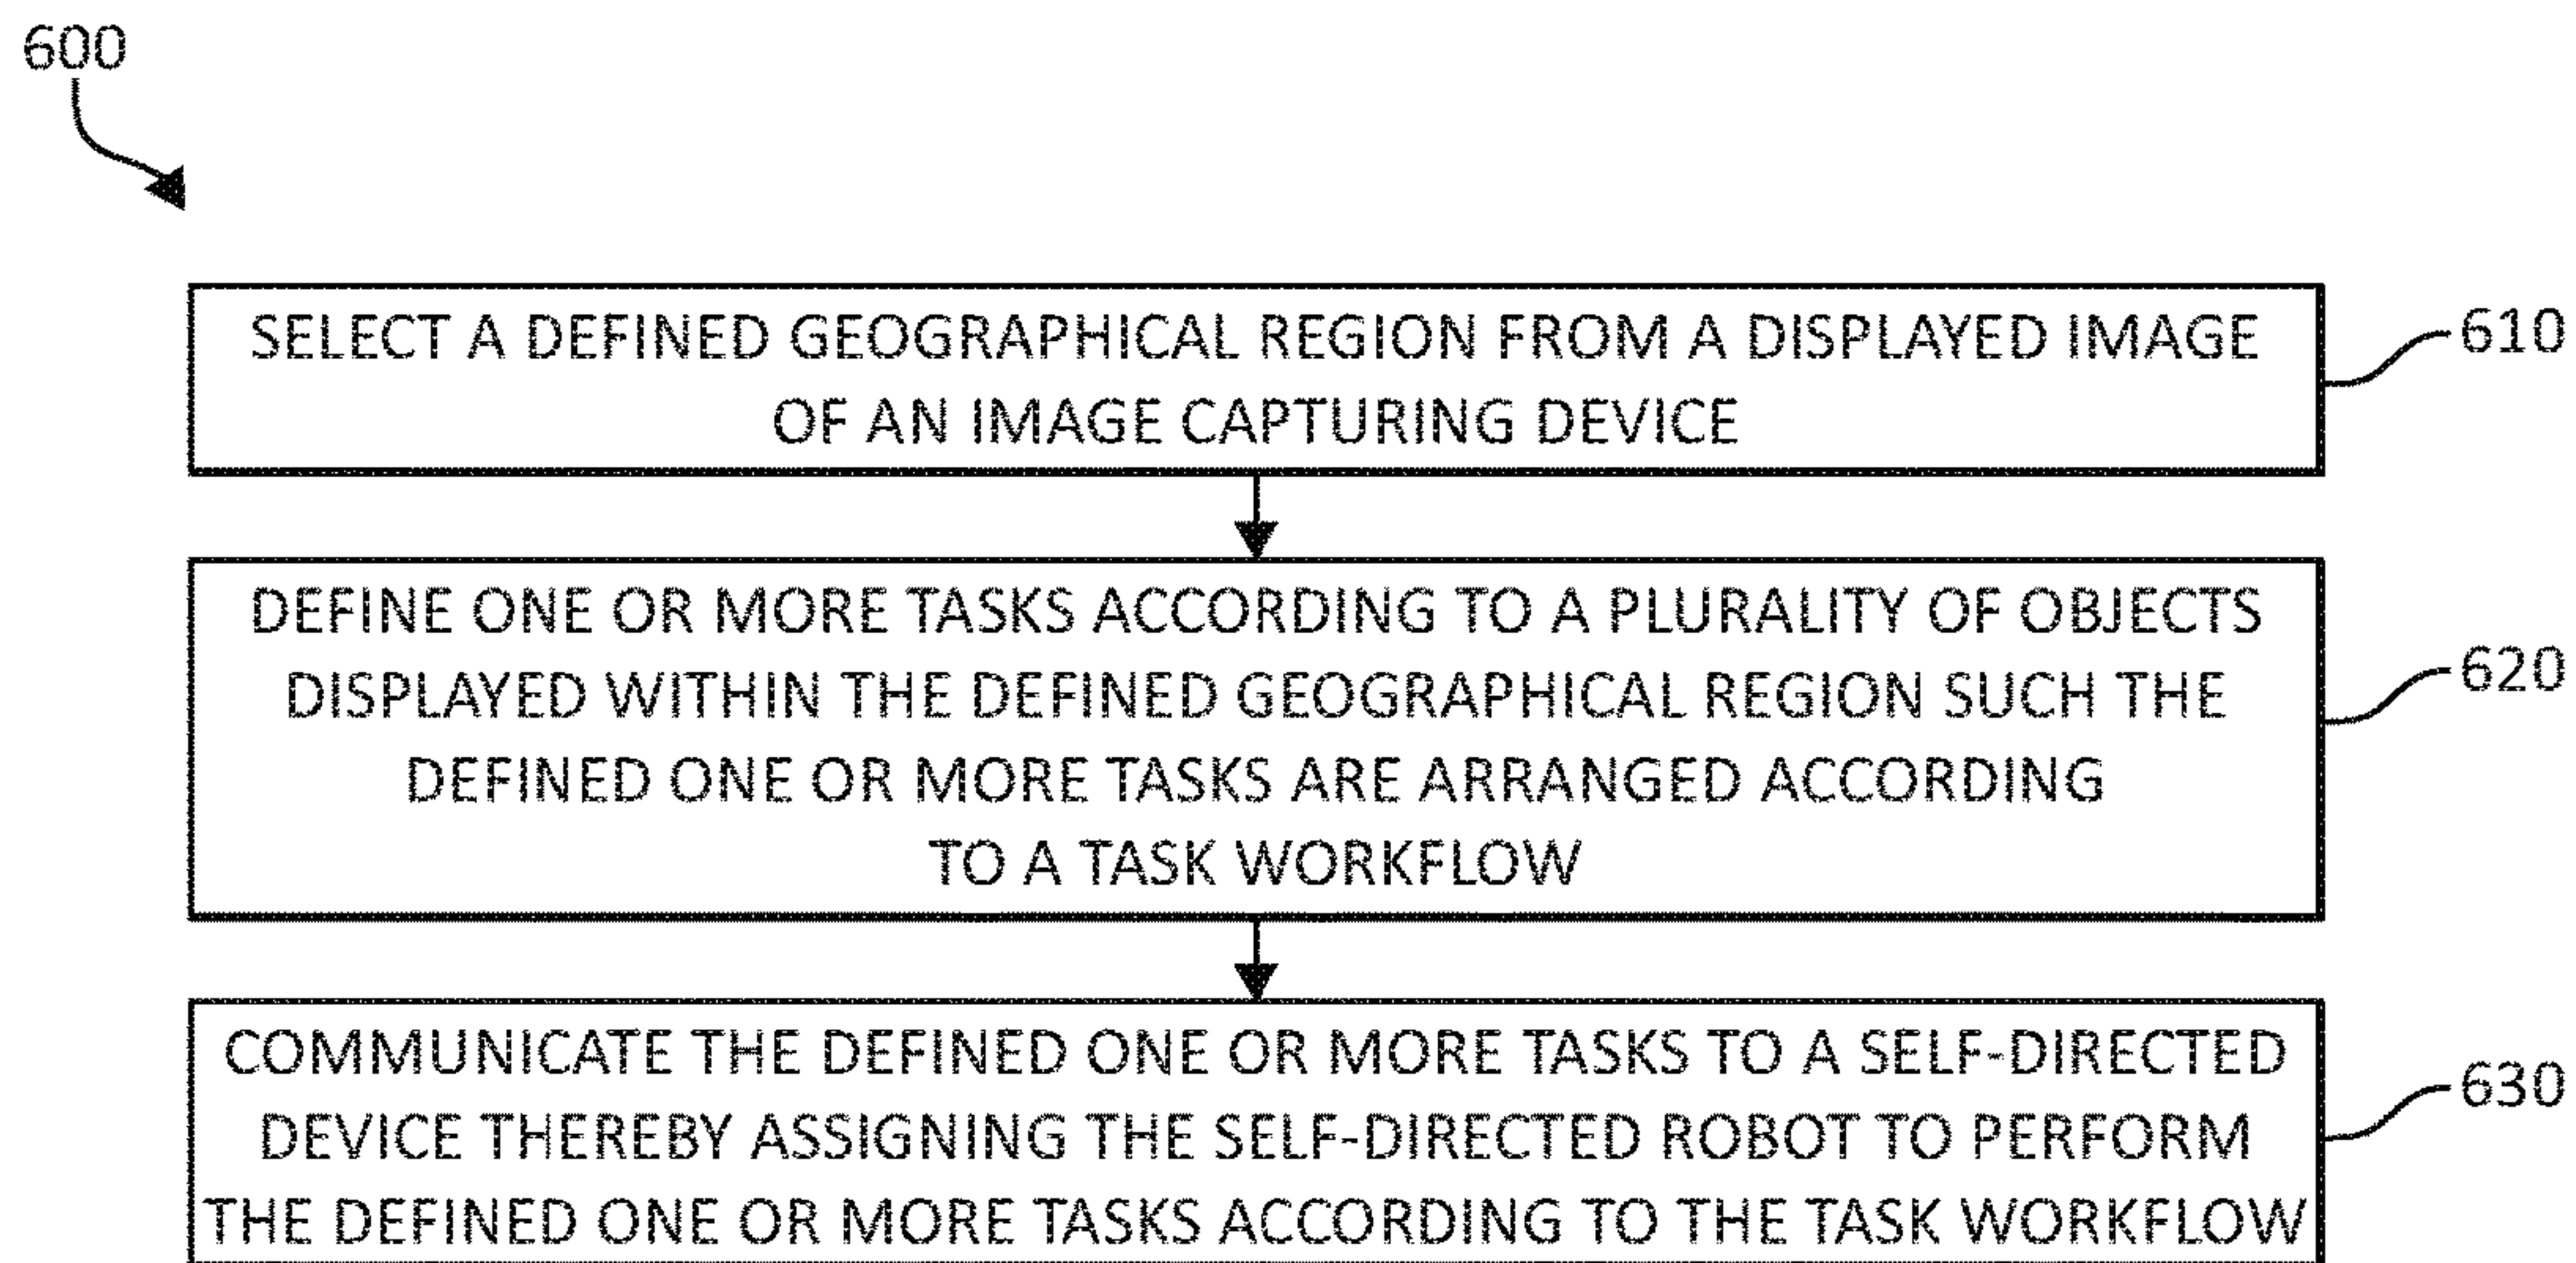 600
SELECT A DEFINED GEOGRAPHICAL REGION FROM A DISPLAYED IMAGE
OF AN IMAGE CAPTURING DEVICE
610
DEFINE ONE OR MORE TASKS ACCORDING TO A PLURALITY OF OBJECTS
DISPLAYED WITHIN THE DEFINED GEOGRAPHICAL REGION SUCH THE
DEFINED ONE OR MORE TASKS ARE ARRANGED ACCORDING
TO A TASK WORKFLOW
620
COMMUNICATE THE DEFINED ONE OR MORE TASKS TO A SELF-DIRECTED
DEVICE THEREBY ASSIGNING THE SELF-DIRECTED ROBOT TO PERFORM
THE DEFINED ONE OR MORE TASKS ACCORDING TO THE TASK WORKFLOW
630